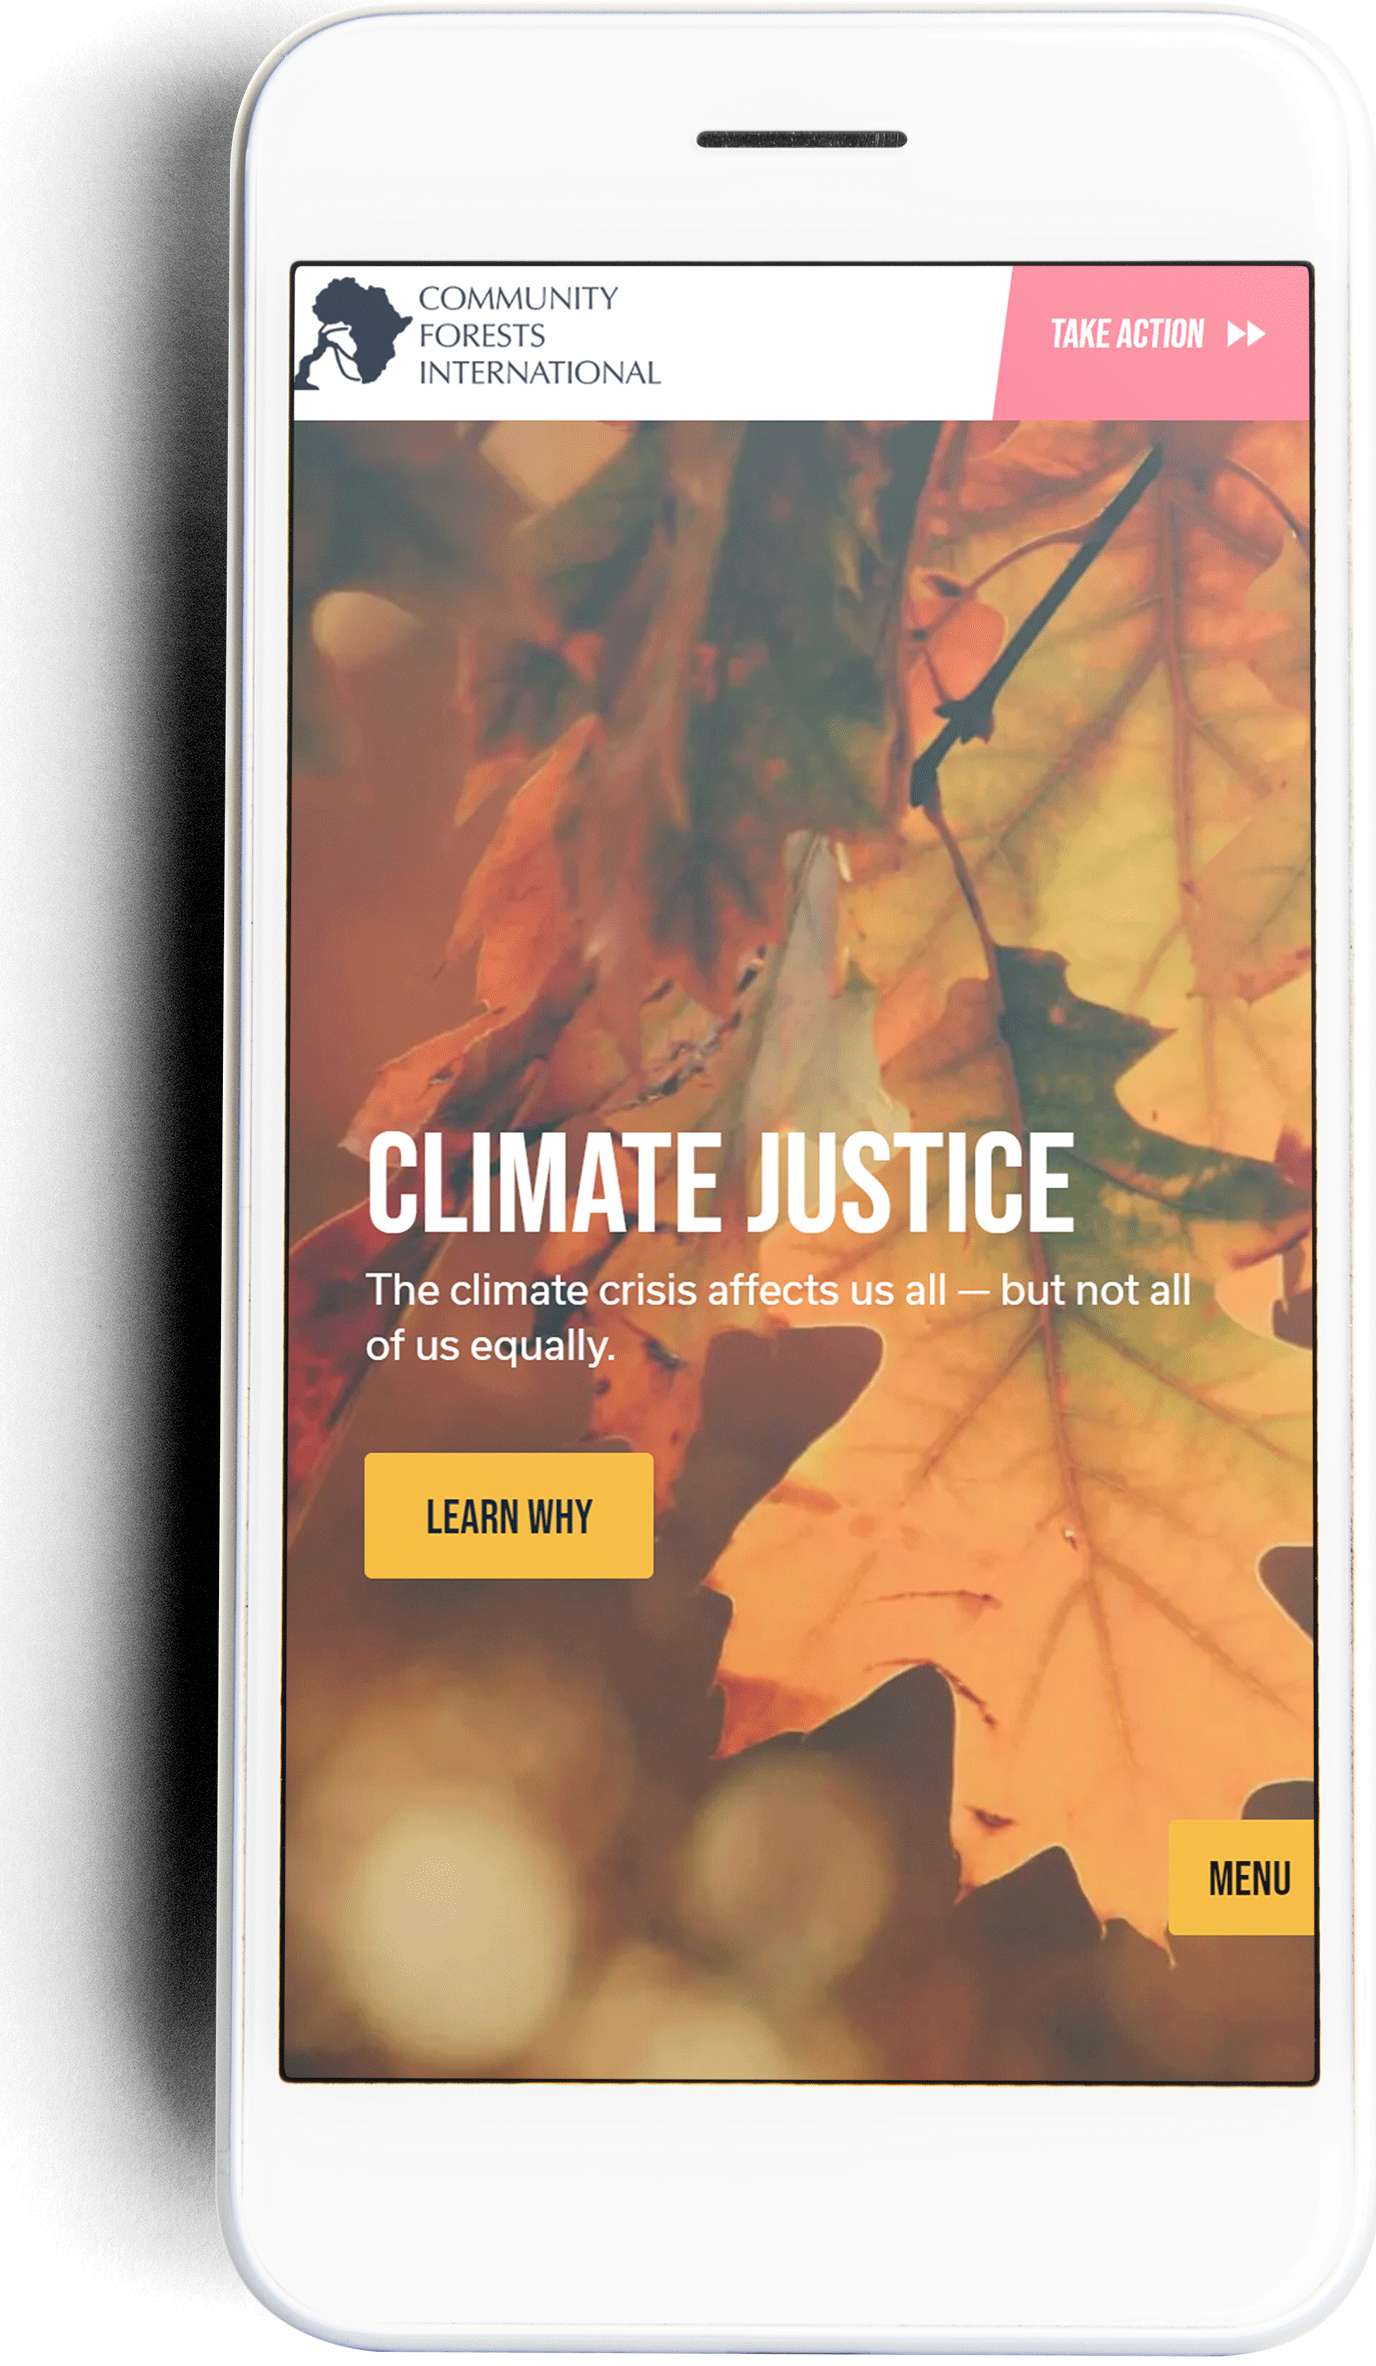 COMMUNITY
FORESTS
INTERNATIONAL
TAKE ACTION
CLIMATE JUSTICE
The climate crisis affects us all — but not all
of us equally.
LEARN WHY
MENU